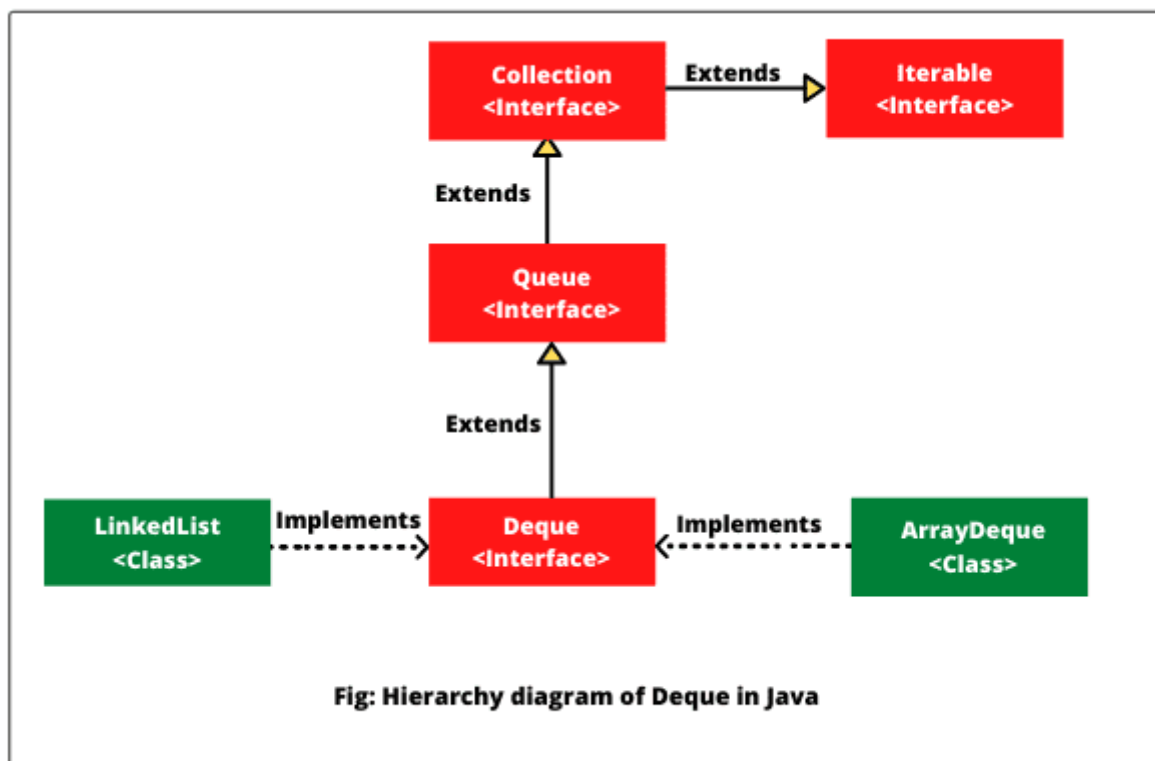 Collection
<Interface>
Extends
Iterable
<Interface>
Extends
Queue
<Interface>
Extends
LinkedList
<Class>
Implements
Deque
<Interface>
Implements
ArrayDeque
<Class>
Fig: Hierarchy diagram of Deque in Java